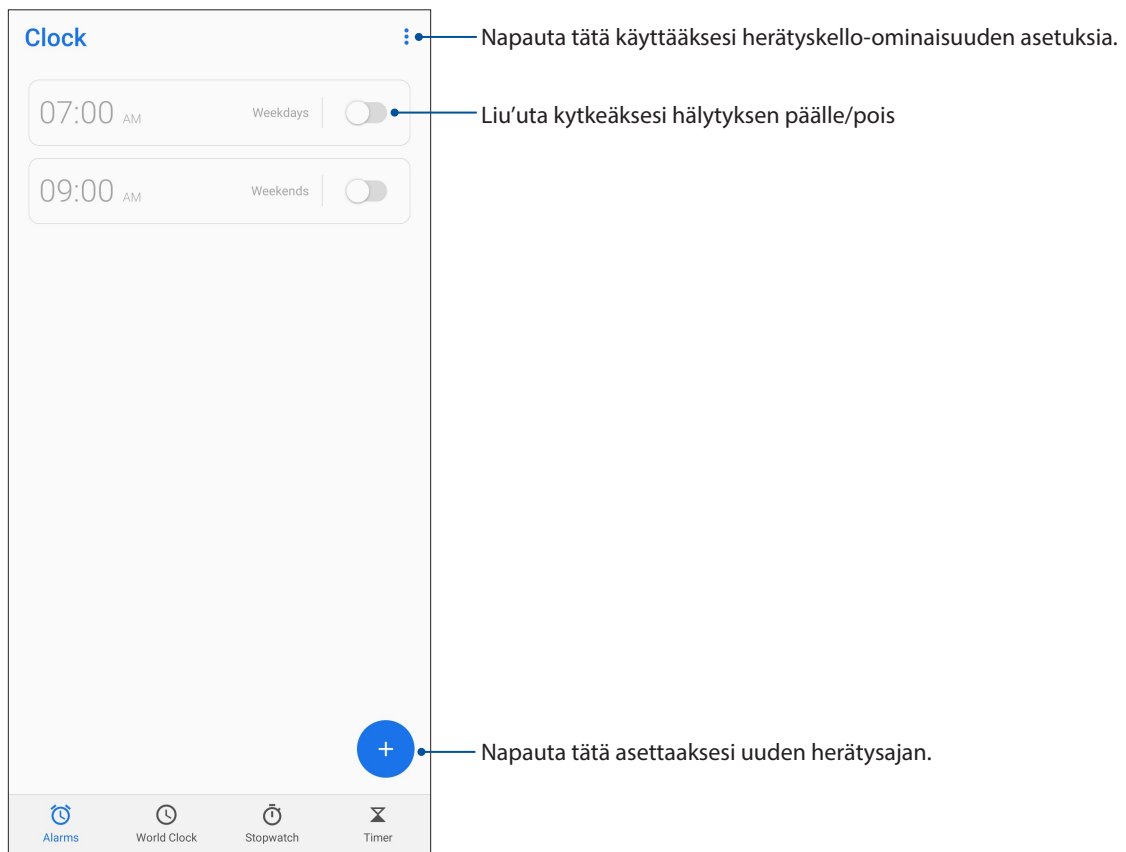 Clock
Napauta tätä käyttääksesi herätyskello-ominaisuuden asetuksia.
07:00 AM Weekdays
Liu’uta kytkeäksesi hälytyksen päälle/pois
09:00 AM Weekends
+
Napauta tätä asettaaksesi uuden herätysajan.
Alarms World Clock Stopwatch Timer